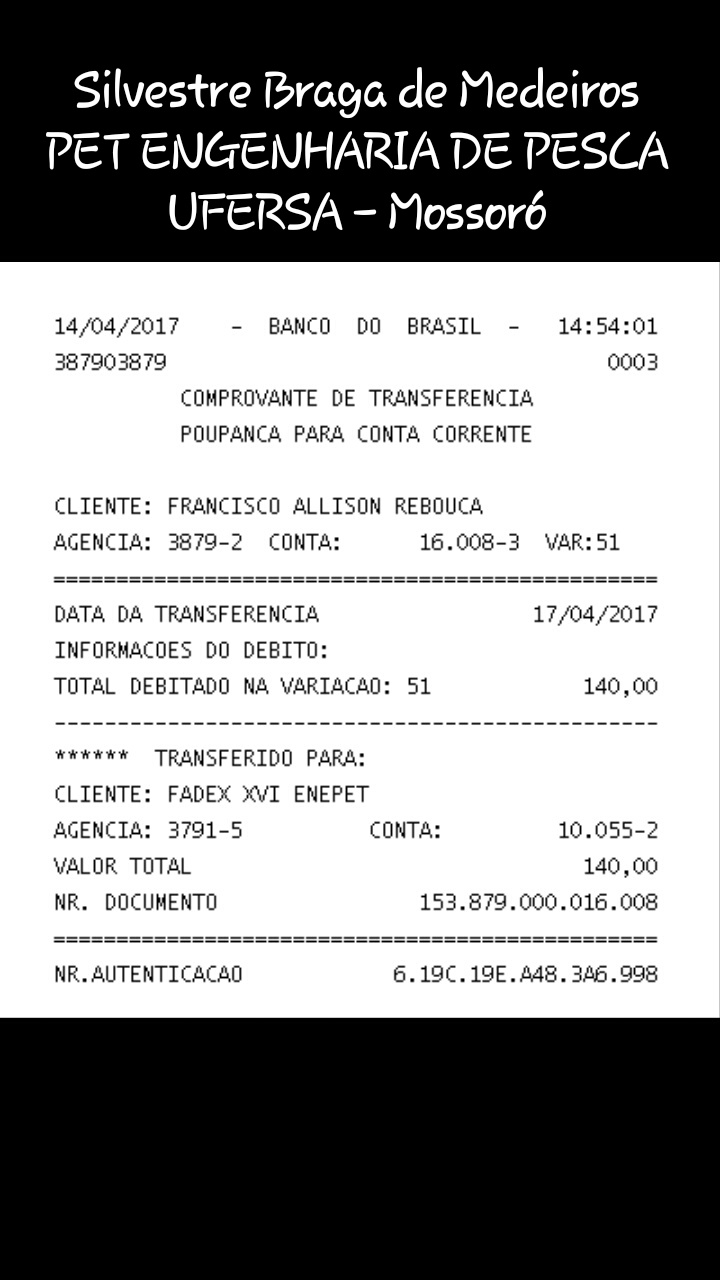 Silvestre Braga de Medeiros
PET ENGENHARIA DE PESCA
UFERSA – Mossoró
14/04/2017 - BANCO DO BRASIL - 14:54:01
387903879 0003
COMPROVANTE DE TRANSFERENCIA
POUPANCA PARA CONTA CORRENTE
CLIENTE: FRANCISCO ALLISON REBOUCA
AGENCIA: 3879-2 CONTA: 16.008-3 VAR:51
================================================
DATA DA TRANSFERENCIA 17/04/2017
INFORMACOES DO DEBITO:
TOTAL DEBITADO NA VARIACAO: 51 140,00
------------------------------------------------
****** TRANSFERIDO PARA:
CLIENTE: FADEX XVI ENEPET
AGENCIA: 3791-5 CONTA: 10.055-2
VALOR TOTAL 140,00
NR. DOCUMENTO 153.879.000.016.008
================================================
NR.AUTENTICACAO 6.19C.19E.A48.3A6.998